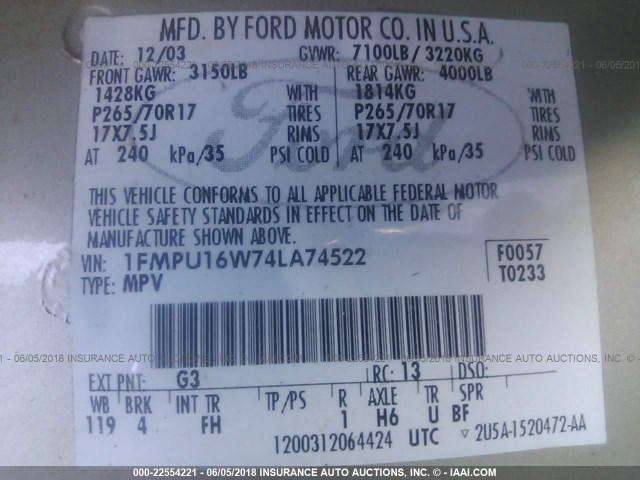 MFD. BY FORD MOTOR CO. IN U.S.A.
DATE: 12/03 GVWR: 7100LB / 3220KG
FRONT GAWR: 3150LB REAR GAWR: 4000LB
1428KG WITH 1814KG WITH
P265/70R17 TIRES P265/70R17 TIRES
17X7.5J RIMS 17X7.5J RIMS
AT 240 kPa/35 PSI COLD AT 240 kPa/35 PSI COLD
Ford
THIS VEHICLE CONFORMS TO ALL APPLICABLE FEDERAL MOTOR
VEHICLE SAFETY STANDARDS IN EFFECT ON THE DATE OF
MANUFACTURE SHOWN ABOVE.
VIN: 1FMPU16W74LA74522 F0057
TYPE: MPV T0233
EXT PNT: G3 RC: 13 DSO:
WB BRK INT TR TP/PS R AXLE TR SPR
119 4 FH 1 H6 U BF
1200312064424 UTC ▽ 2U5A-1520472-AA
000-22554221 - 06/05/2018 INSURANCE AUTO AUCTIONS - © IAAI.COM